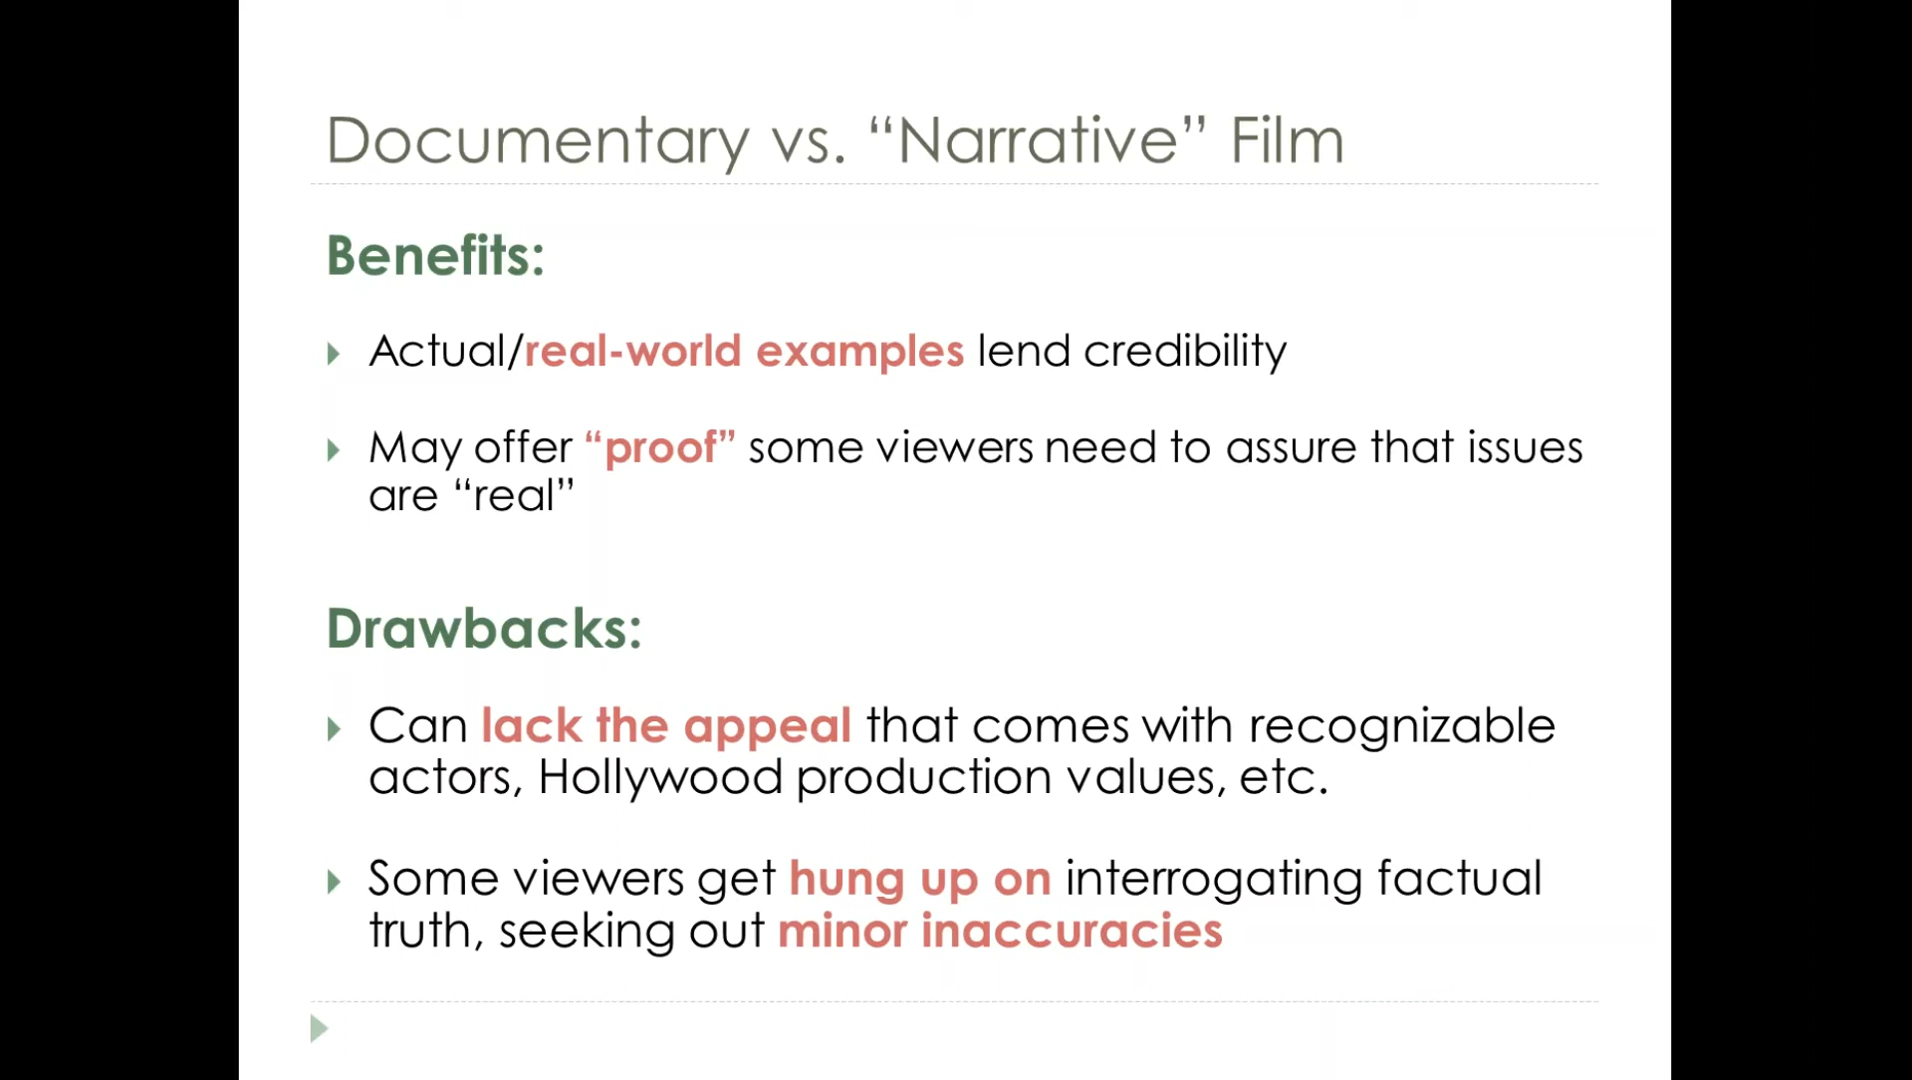 Documentary vs. “Narrative” Film
Benefits:
Actual/real-world examples lend credibility
May offer “proof” some viewers need to assure that issues
are “real”
Drawbacks:
Can lack the appeal that comes with recognizable
actors, Hollywood production values, etc.
Some viewers get hung up on interrogating factual
truth, seeking out minor inaccuracies